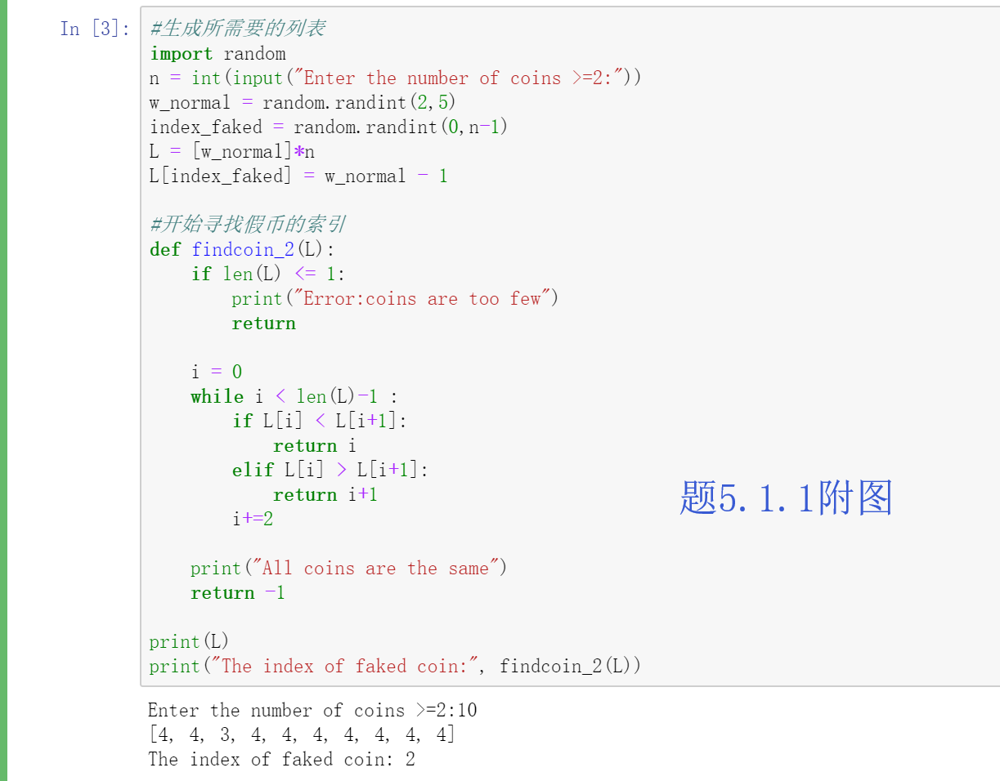 In [3]: #生成所需要的列表
import random
n = int(input("Enter the number of coins >=2:"))
w_normal = random.randint(2,5)
index_faked = random.randint(0,n-1)
L = [w_normal]*n
L[index_faked] = w_normal - 1
#开始寻找假币的索引
def findcoin_2(L):
    if len(L) <= 1:
        print("Error:coins are too few")
        return
    i = 0
    while i < len(L)-1 :
        if L[i] < L[i+1]:
            return i
        elif L[i] > L[i+1]:
            return i+1
        i+=2
题5.1.1附图
    print("All coins are the same")
    return -1
print(L)
print("The index of faked coin:", findcoin_2(L))
Enter the number of coins >=2:10
[4, 4, 3, 4, 4, 4, 4, 4, 4, 4]
The index of faked coin: 2